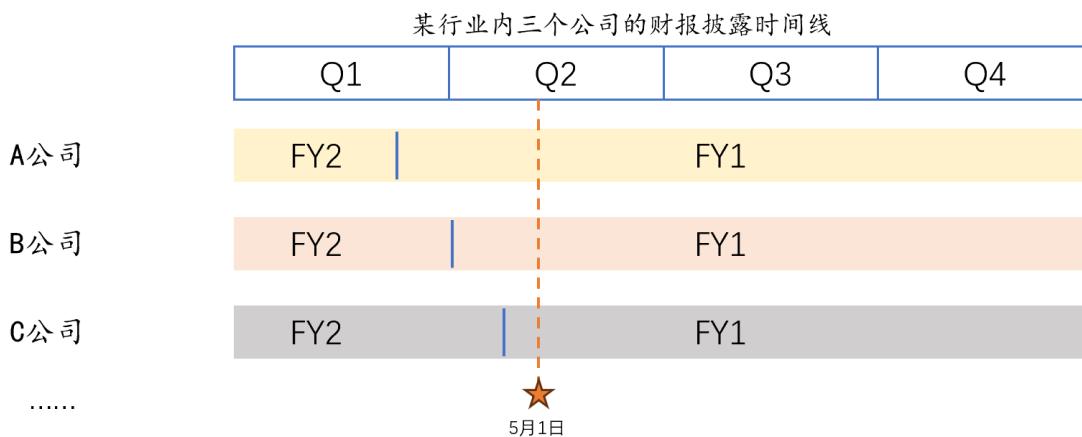 某行业内三个公司的财报披露时间线
Q1 Q2 Q3 Q4
A公司 FY2 FY1
B公司 FY2 FY1
C公司 FY2 FY1
……
5月1日